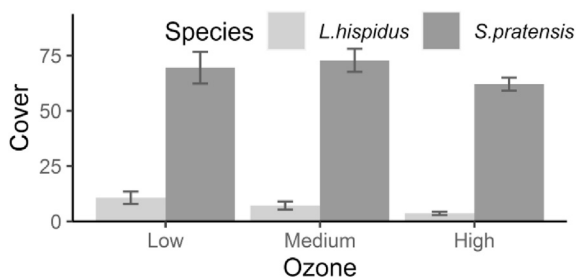 Species L.hispidus S.pratensis
Cover
75
50
25
0
Low Medium High
Ozone